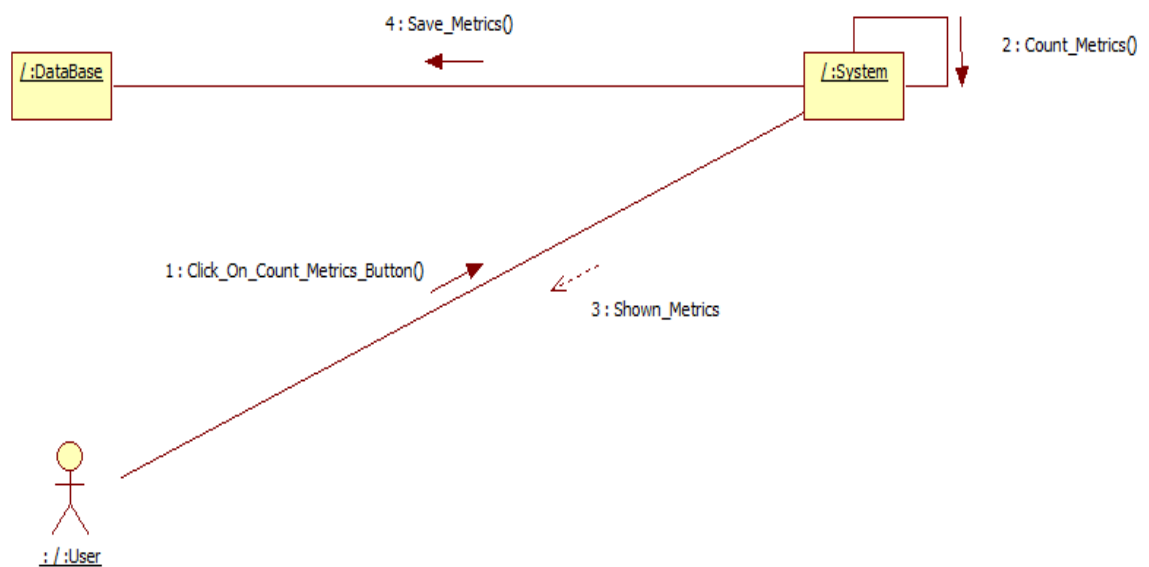 4 : Save_Metrics()
2 : Count_Metrics()
/ :DataBase
/ :System
1 : Click_On_Count_Metrics_Button()
3 : Shown_Metrics
: / :User